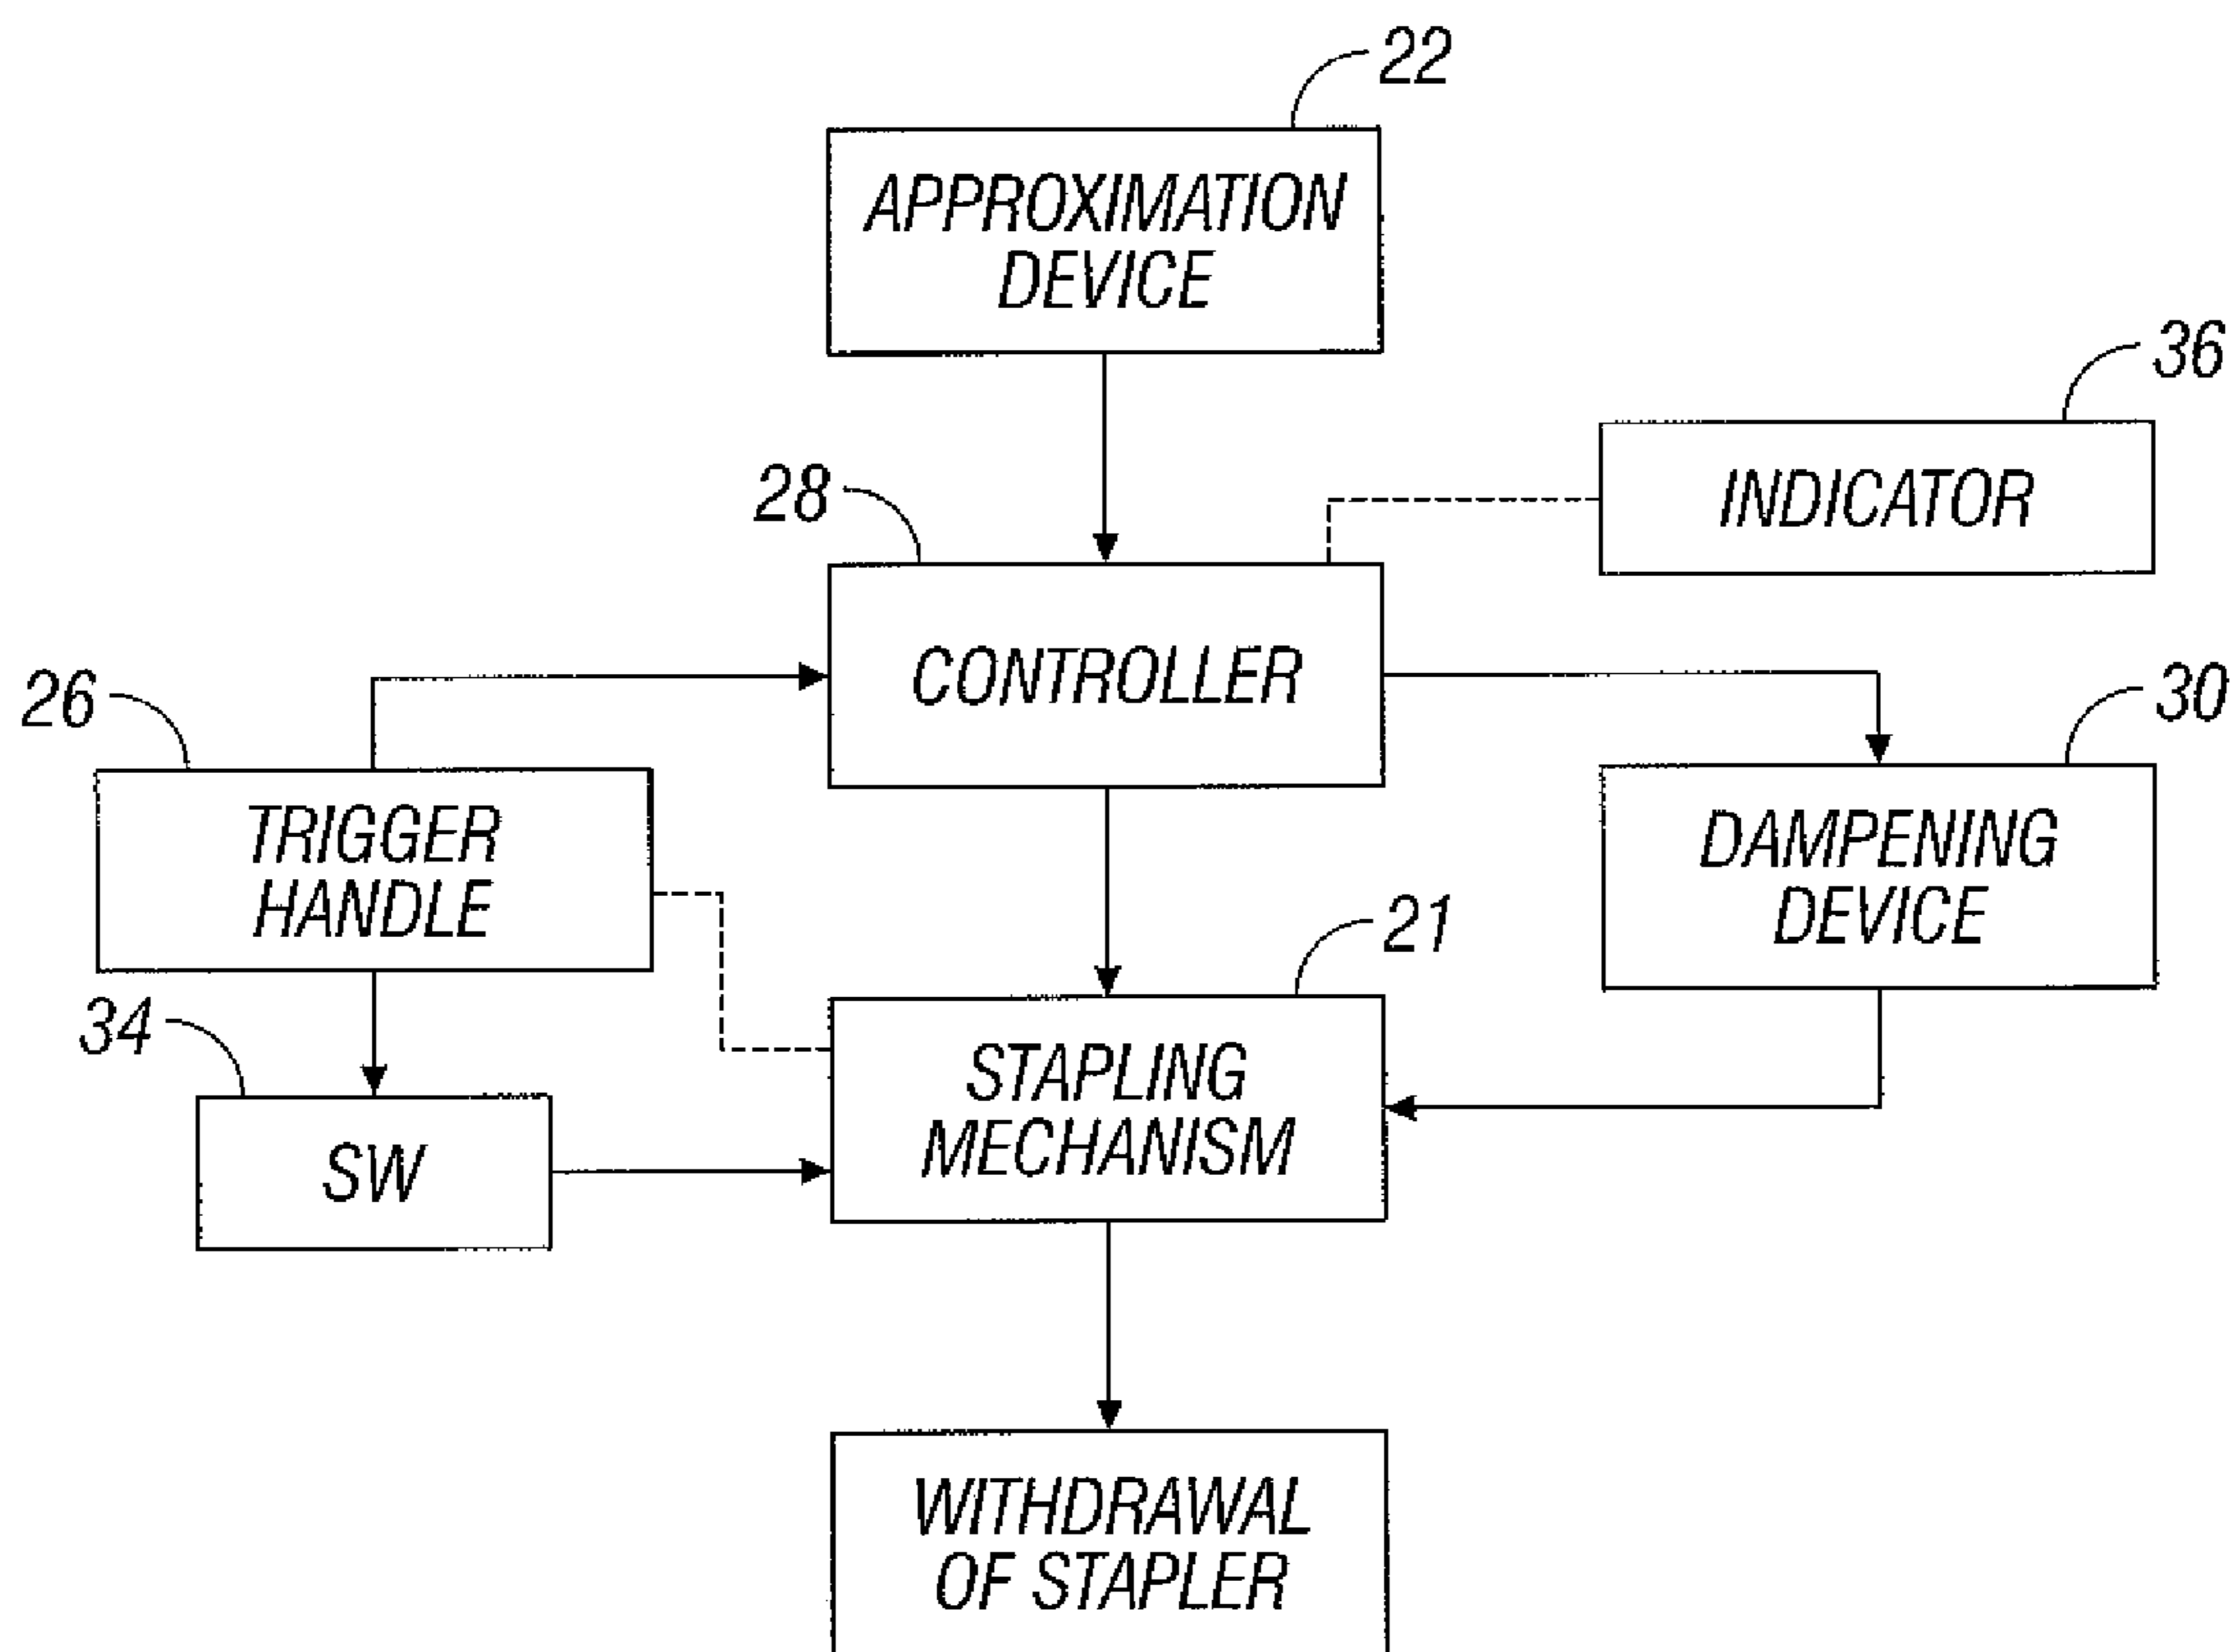 22
APPROXIMATION
DEVICE
36
INDICATOR
28
CONTROLLER
26
TRIGGER
HANDLE
30
DAMPENING
DEVICE
21
STAPLING
MECHANISM
34
SW
WITHDRAWAL
OF STAPLER